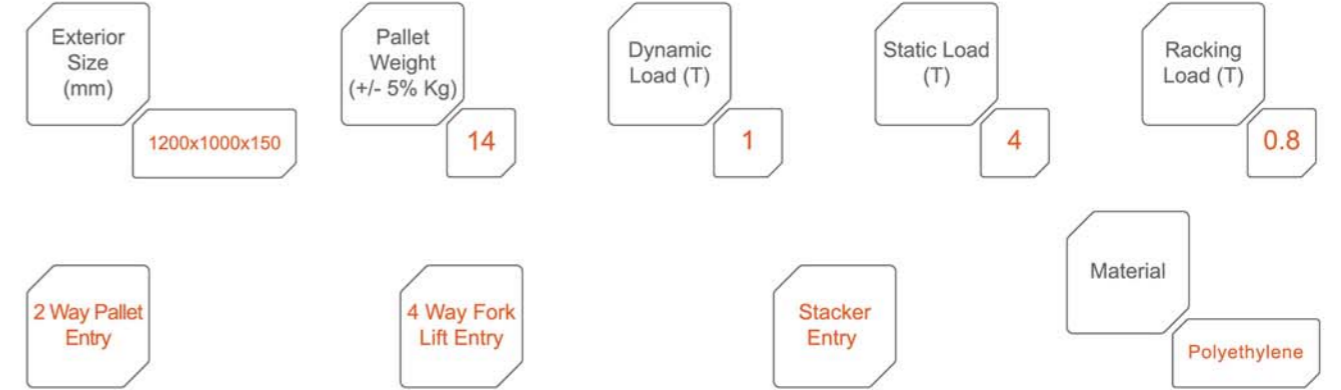 Exterior
Size
(mm)
1200x1000x150
Pallet
Weight
(+/- 5% Kg)
14
Dynamic
Load (T)
1
Static Load
(T)
4
Racking
Load (T)
0.8
2 Way Pallet
Entry
4 Way Fork
Lift Entry
Stacker
Entry
Material
Polyethylene